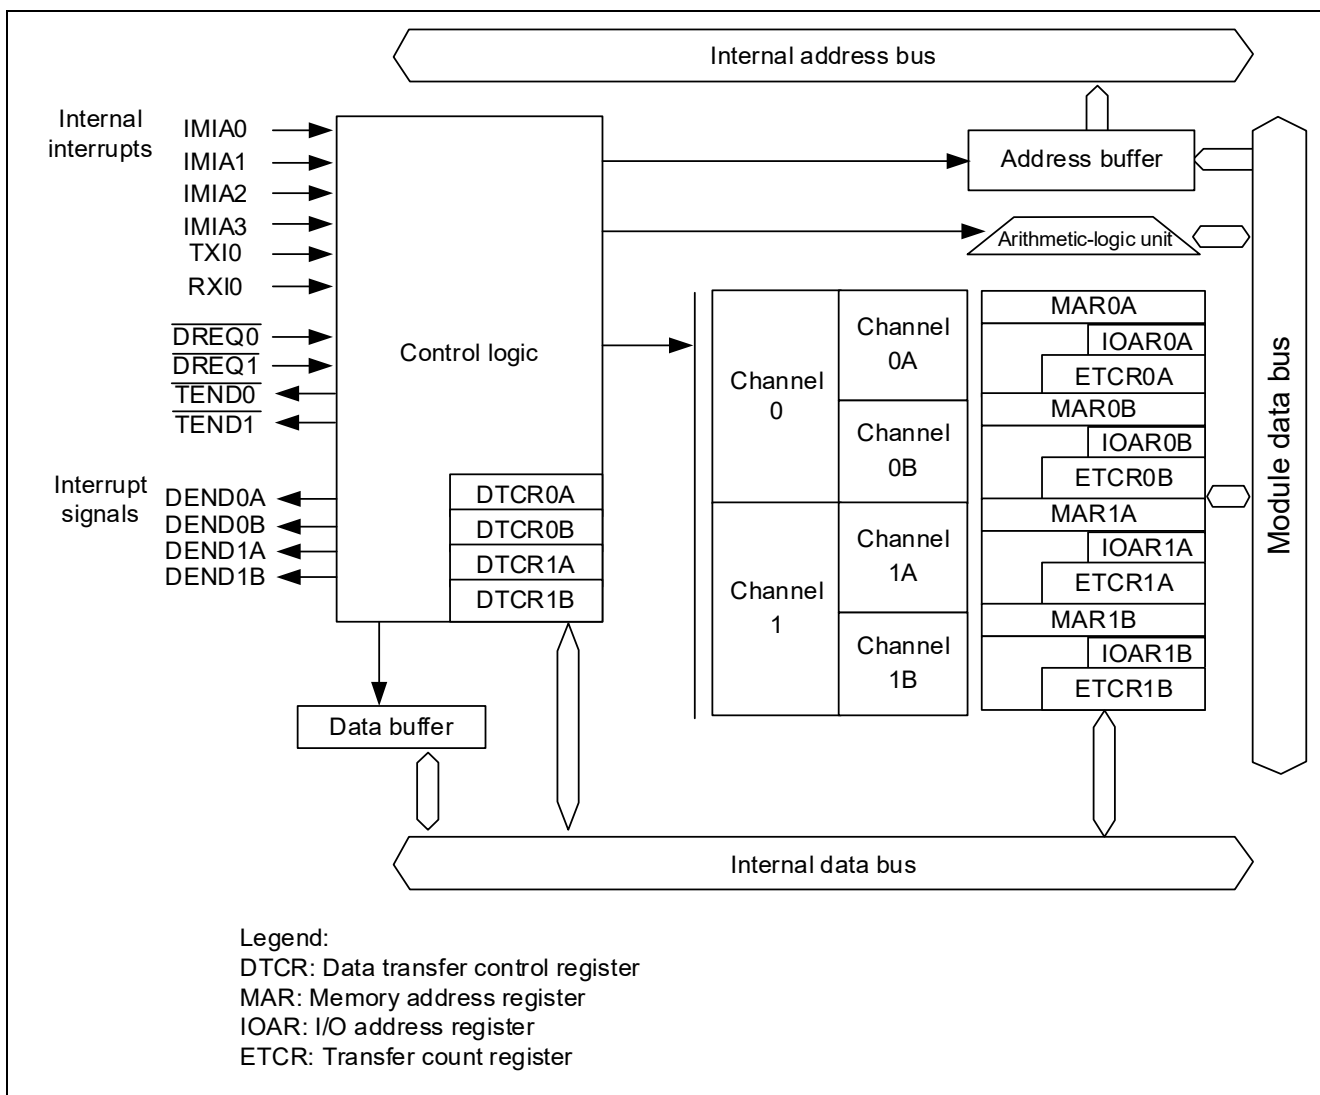 Internal address bus
Internal
interrupts
IMIA0
IMIA1
IMIA2
IMIA3
TXI0
RXI0
DREQ0
DREQ1
TEND0
TEND1
Interrupt
signals
DEND0A
DEND0B
DEND1A
DEND1B
Control logic
DTCR0A
DTCR0B
DTCR1A
DTCR1B
Data buffer
Address buffer
Arithmetic-logic unit
Channel
0
Channel
0A
Channel
0B
Channel
1
Channel
1A
Channel
1B
MAR0A
IOAR0A
ETCR0A
MAR0B
IOAR0B
ETCR0B
MAR1A
IOAR1A
ETCR1A
MAR1B
IOAR1B
ETCR1B
Module data bus
Internal data bus
Legend:
DTCR: Data transfer control register
MAR: Memory address register
IOAR: I/O address register
ETCR: Transfer count register